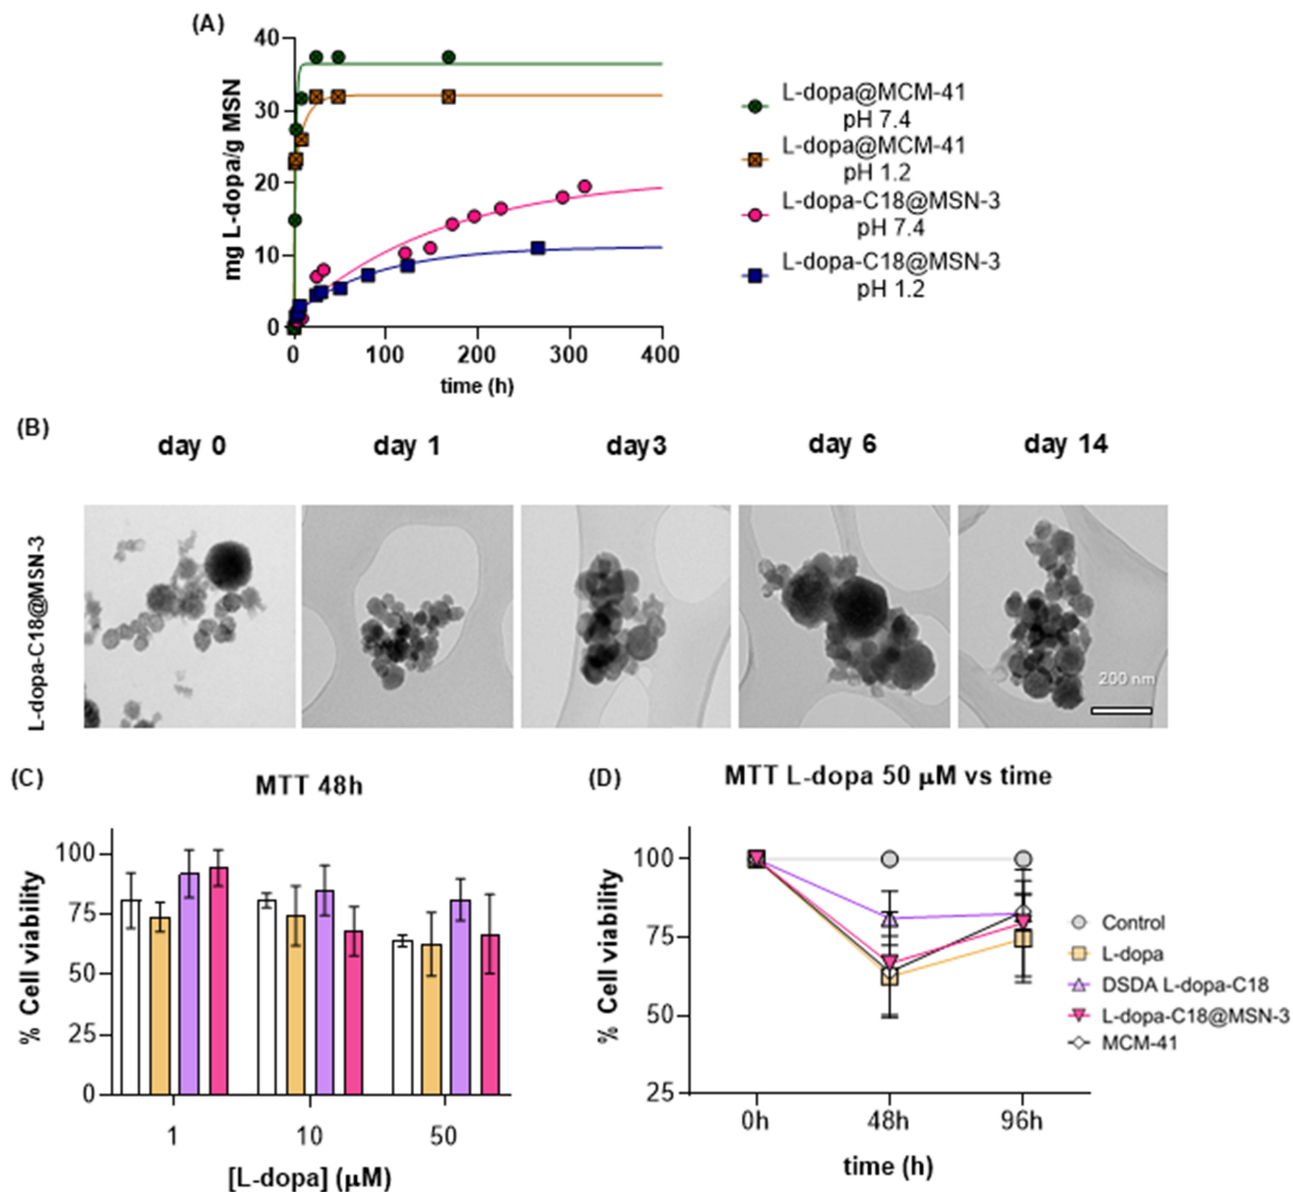 (A)
40
30
20
10
0
mg L-dopa/g MSN
0 100 200 300 400
time (h)
L-dopa@MCM-41
pH 7.4
L-dopa@MCM-41
pH 1.2
L-dopa-C18@MSN-3
pH 7.4
L-dopa-C18@MSN-3
pH 1.2
(B)
day 0 day 1 day3 day 6 day 14
L-dopa-C18@MSN-3
200 nm
(C)
MTT 48h
100
75
50
25
0
% Cell viability
1 10 50
[L-dopa] (μM)
(D)
MTT L-dopa 50 μM vs time
100
75
50
25
% Cell viability
0h 48h 96h
time (h)
Control
L-dopa
DSDA L-dopa-C18
L-dopa-C18@MSN-3
MCM-41